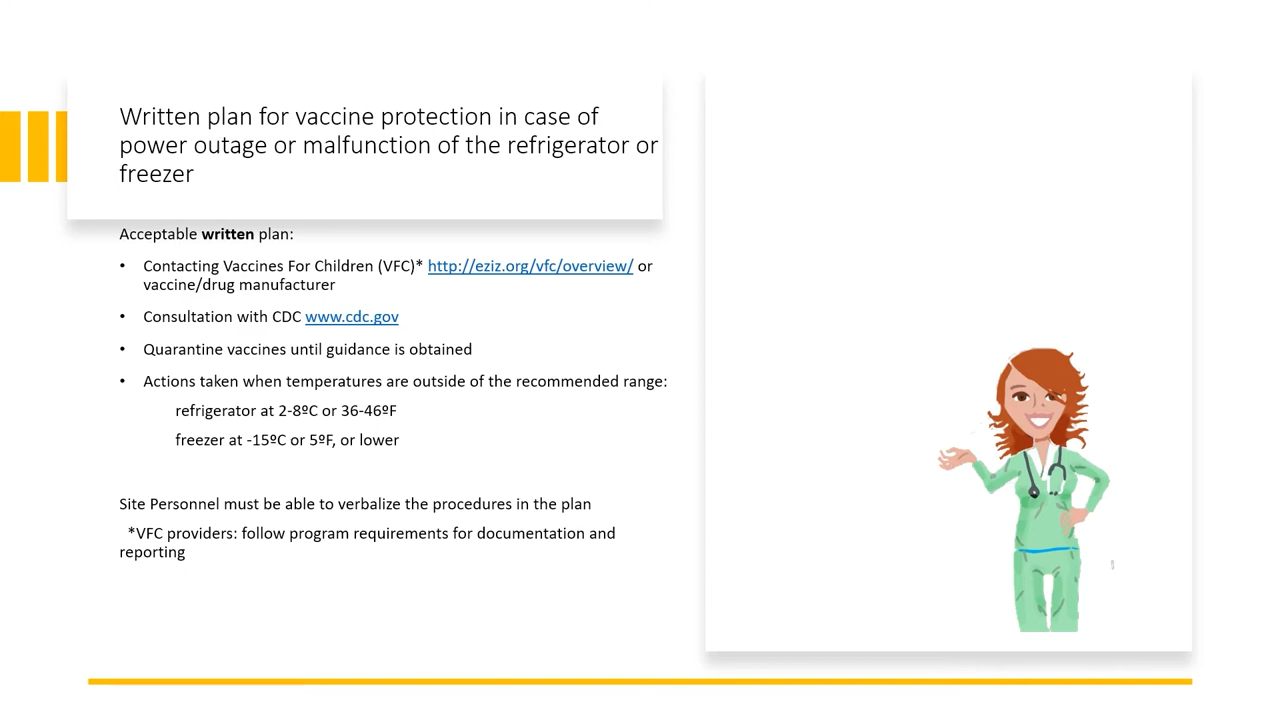 Written plan for vaccine protection in case of
power outage or malfunction of the refrigerator or
freezer
Acceptable written plan:
• Contacting Vaccines For Children (VFC)* http://eziz.org/vfc/overview/ or
vaccine/drug manufacturer
• Consultation with CDC www.cdc.gov
• Quarantine vaccines until guidance is obtained
• Actions taken when temperatures are outside of the recommended range:
refrigerator at 2-8ºC or 36-46ºF
freezer at -15ºC or 5ºF, or lower
Site Personnel must be able to verbalize the procedures in the plan
*VFC providers: follow program requirements for documentation and
reporting